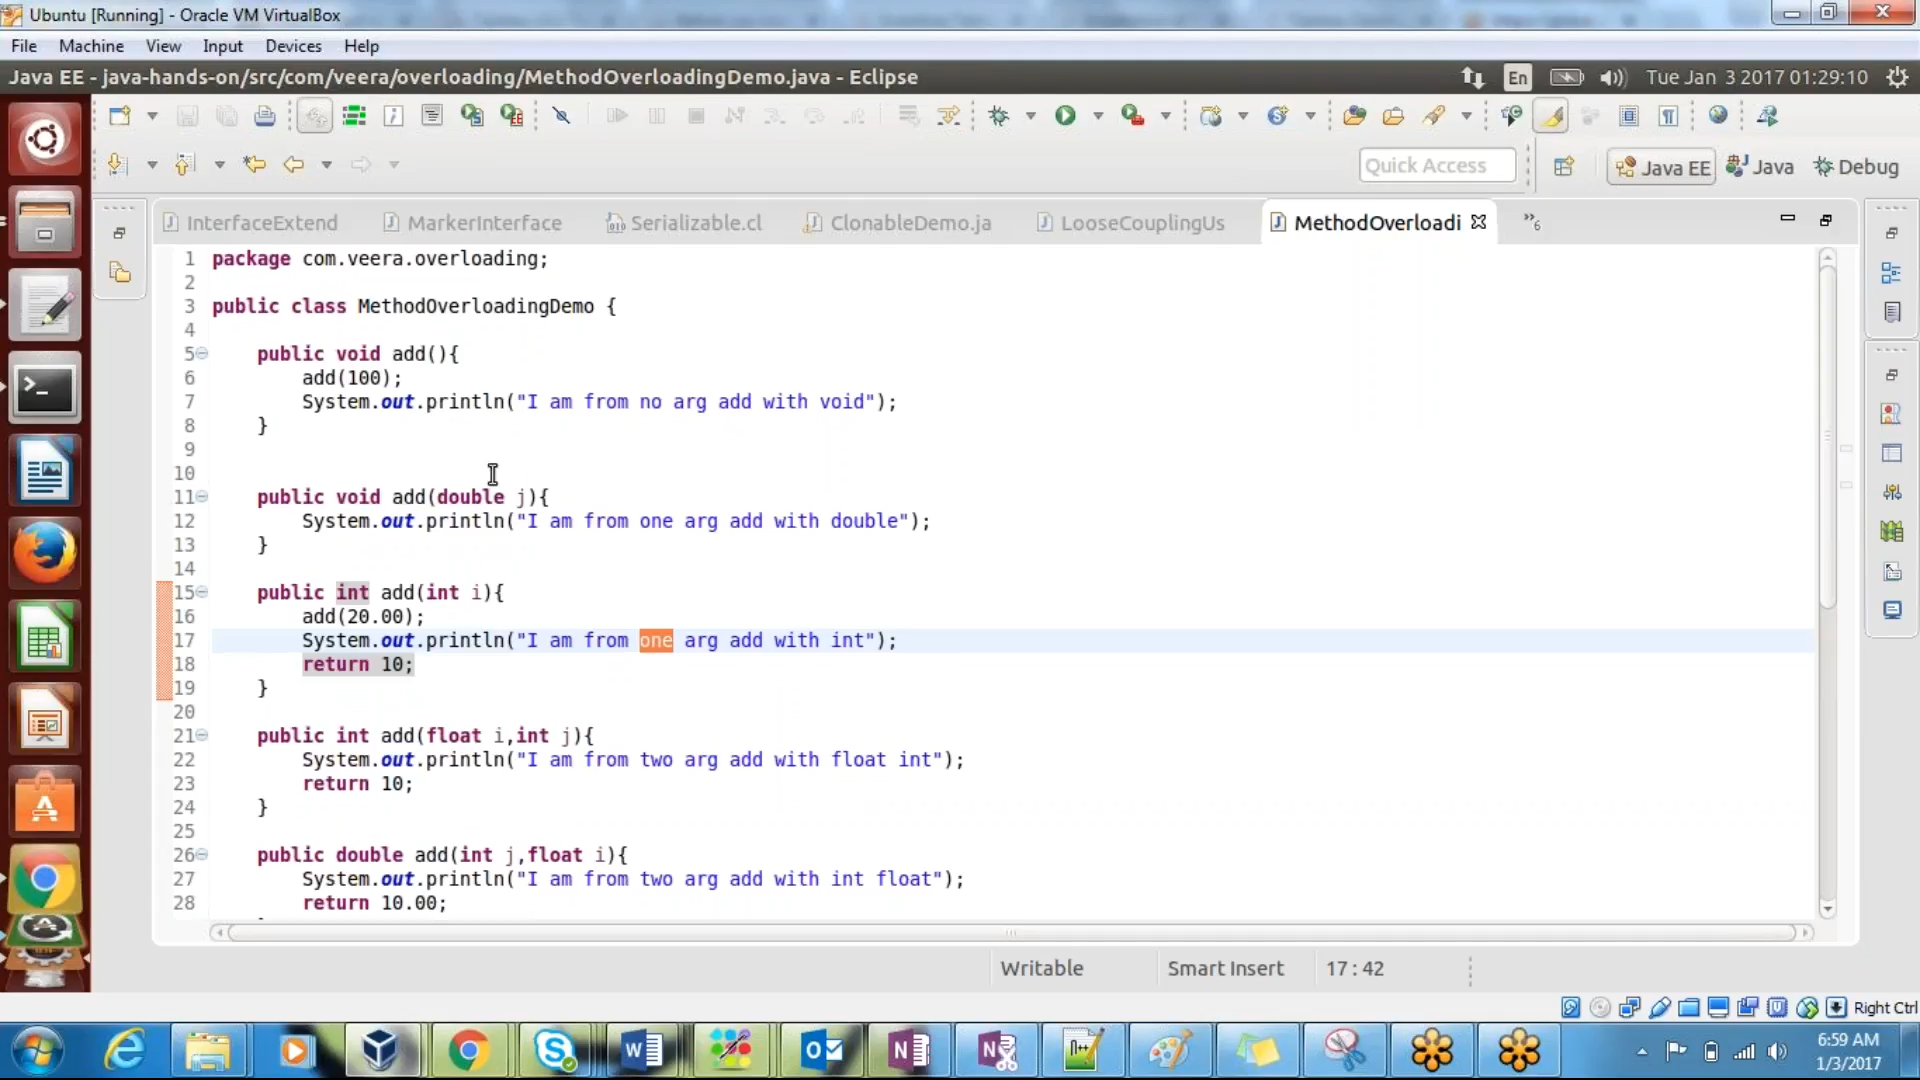 Ubuntu [Running] - Oracle VM VirtualBox
File Machine View Input Devices Help
Java EE - java-hands-on/src/com/veera/overloading/MethodOverloadingDemo.java - Eclipse
En
Tue Jan 3 2017 01:29:10
Quick Access
Java EE
Java
Debug
InterfaceExtend
MarkerInterface
Serializable.cl
ClonableDemo.ja
LooseCouplingUs
MethodOverloadi
»6
1 package com.veera.overloading;
2
3 public class MethodOverloadingDemo {
4
5 public void add(){
6 add(100);
7 System.out.println("I am from no arg add with void");
8 }
9
10
11 public void add(double j){
12 System.out.println("I am from one arg add with double");
13 }
14
15 public int add(int i){
16 add(20.00);
17 System.out.println("I am from one arg add with int");
18 return 10;
19 }
20
21 public int add(float i,int j){
22 System.out.println("I am from two arg add with float int");
23 return 10;
24 }
25
26 public double add(int j,float i){
27 System.out.println("I am from two arg add with int float");
28 return 10.00;
Writable
Smart Insert
17 : 42
Right Ctrl
6:59 AM
1/3/2017